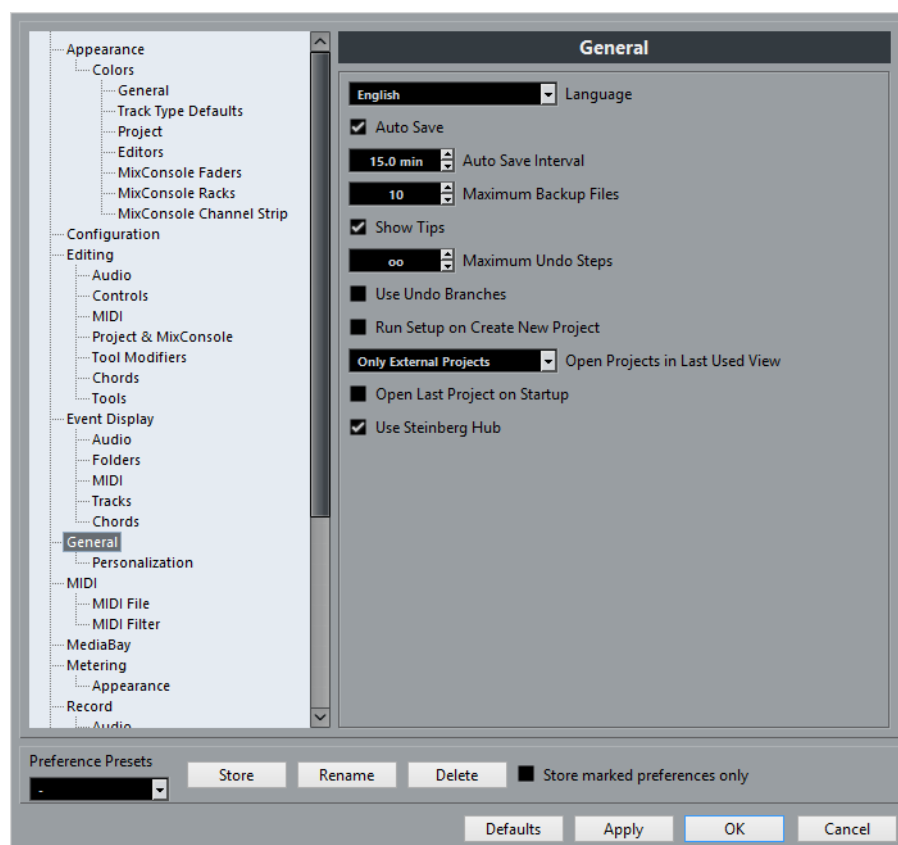 Appearance
Colors
General
Track Type Defaults
Project
Editors
MixConsole Faders
MixConsole Racks
MixConsole Channel Strip
Configuration
Editing
Audio
Controls
MIDI
Project & MixConsole
Tool Modifiers
Chords
Tools
Event Display
Audio
Folders
MIDI
Tracks
Chords
General
Personalization
MIDI
MIDI File
MIDI Filter
MediaBay
Metering
Appearance
Record
Audio
General
English Language
Auto Save
15.0 min Auto Save Interval
10 Maximum Backup Files
Show Tips
oo Maximum Undo Steps
Use Undo Branches
Run Setup on Create New Project
Only External Projects Open Projects in Last Used View
Open Last Project on Startup
Use Steinberg Hub
Preference Presets
-
Store Rename Delete Store marked preferences only
Defaults Apply OK Cancel